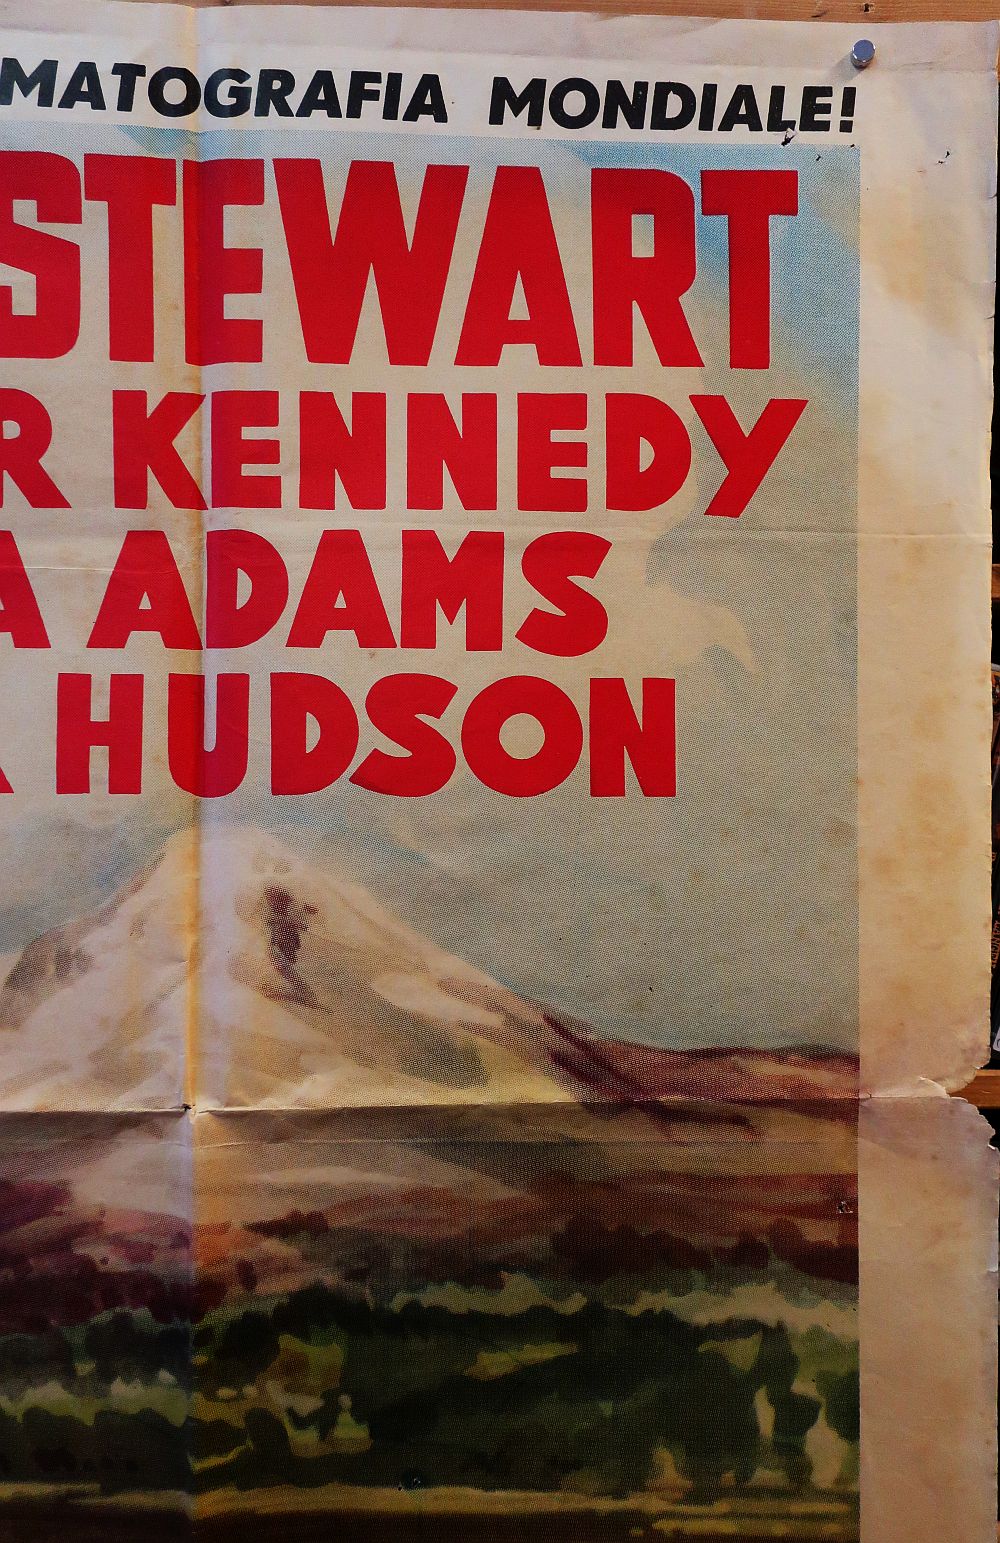 MATOGRAFIA MONDIALE!
STEWART
R KENNEDY
A ADAMS
HUDSON